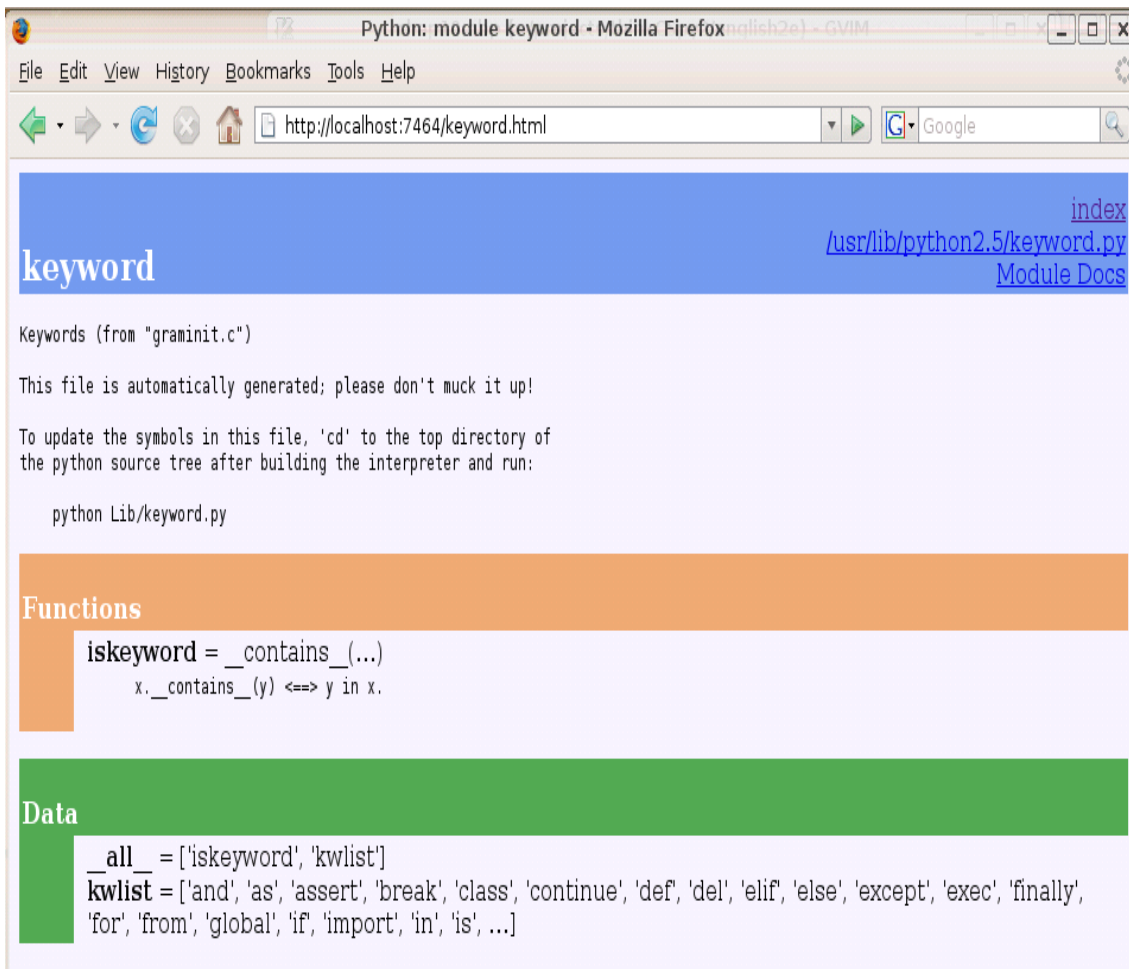 Python: module keyword - Mozilla Firefox
File Edit View History Bookmarks Tools Help
http://localhost:7464/keyword.html
G Google
index
/usr/lib/python2.5/keyword.py
keyword
Module Docs
Keywords (from "graminit.c")
This file is automatically generated; please don't muck it up!
To update the symbols in this file, 'cd' to the top directory of
the python source tree after building the interpreter and run:
python Lib/keyword.py
Functions
iskeyword = __contains__(...)
x.__contains__(y) <==> y in x.
Data
__all__ = ['iskeyword', 'kwlist']
kwlist = ['and', 'as', 'assert', 'break', 'class', 'continue', 'def', 'del', 'elif', 'else', 'except', 'exec', 'finally',
'for', 'from', 'global', 'if', 'import', 'in', 'is', ...]